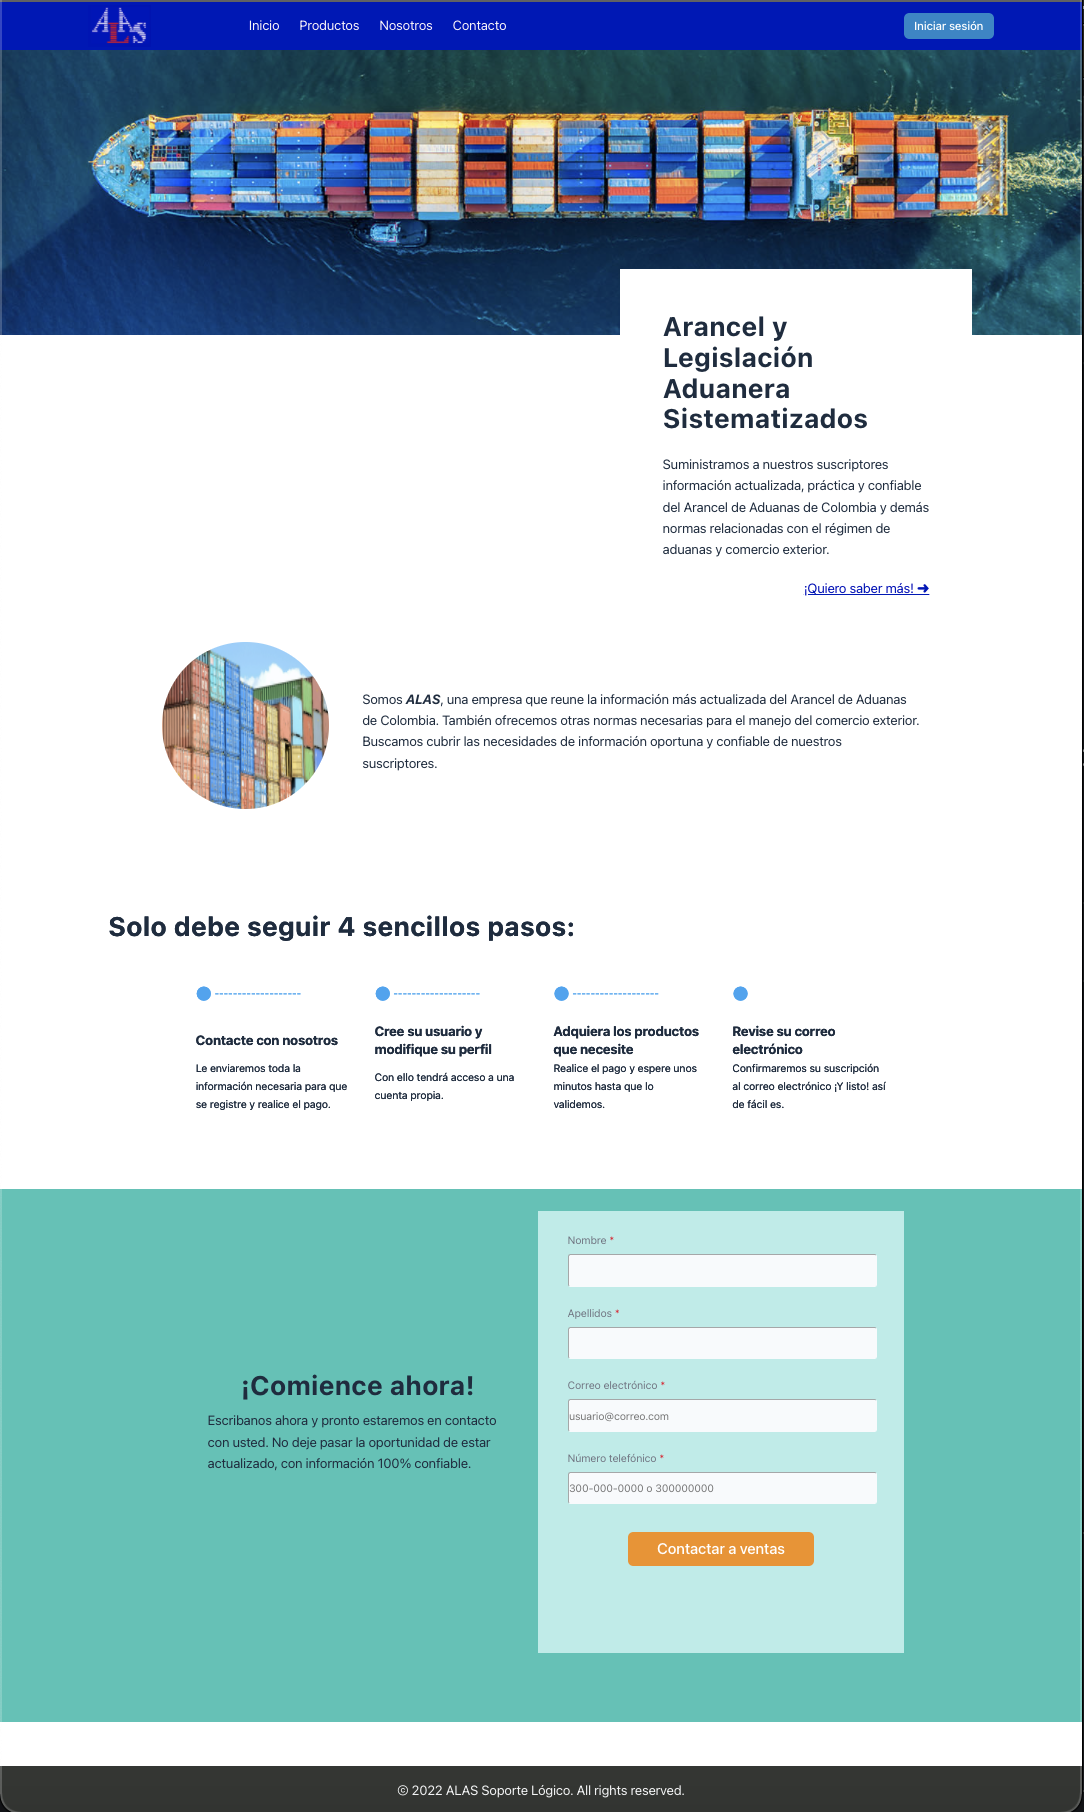 ALAS
Inicio Productos Nosotros Contacto
Iniciar sesión
Arancel y
Legislación
Aduanera
Sistematizados
Suministramos a nuestros suscriptores
información actualizada, práctica y confiable
del Arancel de Aduanas de Colombia y demás
normas relacionadas con el régimen de
aduanas y comercio exterior.
¡Quiero saber más! ➜
Somos ALAS, una empresa que reune la información más actualizada del Arancel de Aduanas
de Colombia. También ofrecemos otras normas necesarias para el manejo del comercio exterior.
Buscamos cubrir las necesidades de información oportuna y confiable de nuestros
suscriptores.
Solo debe seguir 4 sencillos pasos:
Contacte con nosotros
Le enviaremos toda la
información necesaria para que
se registre y realice el pago.
Cree su usuario y
modifique su perfil
Con ello tendrá acceso a una
cuenta propia.
Adquiera los productos
que necesite
Realice el pago y espere unos
minutos hasta que lo
validemos.
Revise su correo
electrónico
Confirmaremos su suscripción
al correo electrónico ¡Y listo! así
de fácil es.
¡Comience ahora!
Escribanos ahora y pronto estaremos en contacto
con usted. No deje pasar la oportunidad de estar
actualizado, con información 100% confiable.
Nombre *
Apellidos *
Correo electrónico *
usuario@correo.com
Número telefónico *
300-000-0000 o 300000000
Contactar a ventas
© 2022 ALAS Soporte Lógico. All rights reserved.